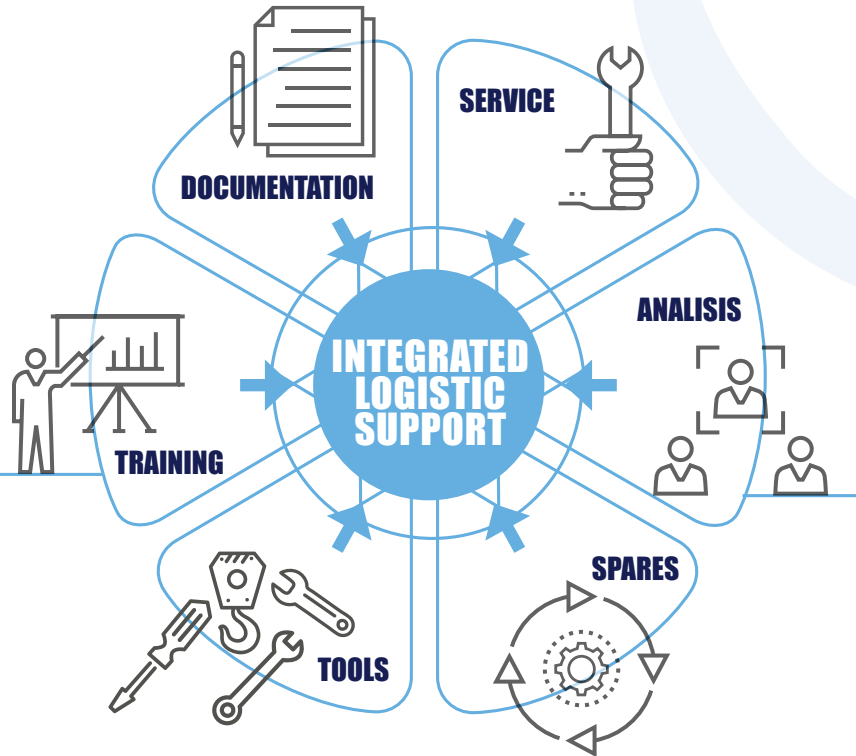 SERVICE
DOCUMENTATION
ANALISIS
INTEGRATED
LOGISTIC
SUPPORT
TRAINING
SPARES
TOOLS